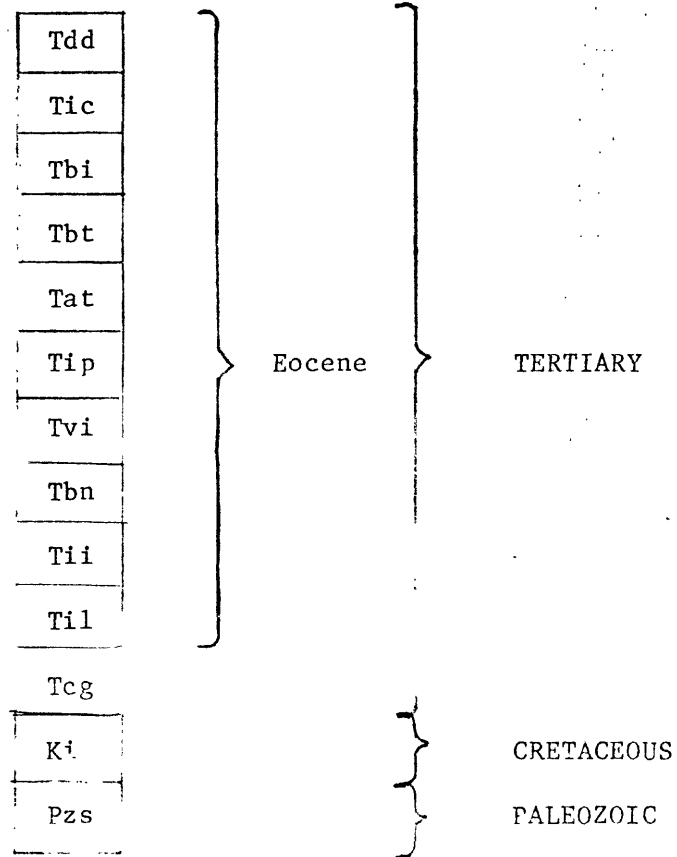 Tdd
Tic
Tbi
Tbt
Tat
Tip Eocene TERTIARY
Tvi
Tbn
Tii
Til
Tcg
Ki CRETACEOUS
Pzs PALEOZOIC